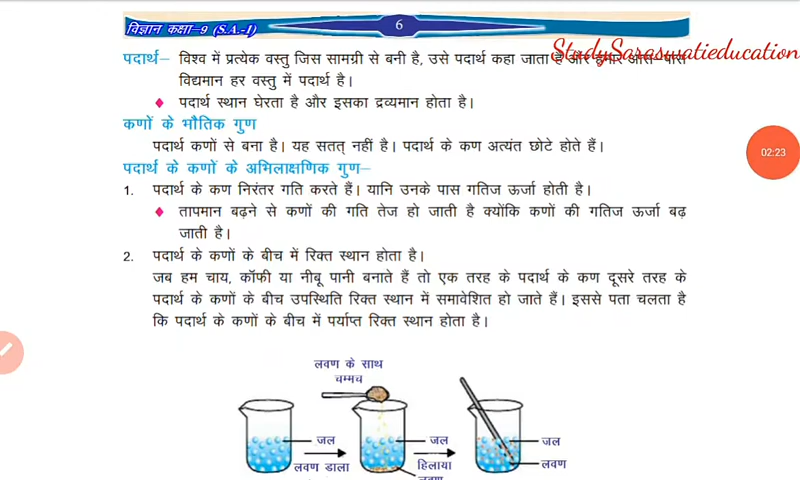 विज्ञान कक्षा-9 (S.A.-I)
6
StudySaraswatieducation
पदार्थ– विश्व में प्रत्येक वस्तु जिस सामग्री से बनी है, उसे पदार्थ कहा जाता है और हमारे आस-पास
विद्यमान हर वस्तु में पदार्थ है।
♦ पदार्थ स्थान घेरता है और इसका द्रव्यमान होता है।
कणों के भौतिक गुण
पदार्थ कणों से बना है। यह सतत् नहीं है। पदार्थ के कण अत्यंत छोटे होते हैं।
पदार्थ के कणों के अभिलाक्षणिक गुण–
1. पदार्थ के कण निरंतर गति करते हैं। यानि उनके पास गतिज ऊर्जा होती है।
♦ तापमान बढ़ने से कणों की गति तेज हो जाती है क्योंकि कणों की गतिज ऊर्जा बढ़
जाती है।
02:23
2. पदार्थ के कणों के बीच में रिक्त स्थान होता है।
जब हम चाय, कॉफी या नीबू पानी बनाते हैं तो एक तरह के पदार्थ के कण दूसरे तरह के
पदार्थ के कणों के बीच उपस्थिति रिक्त स्थान में समावेशित हो जाते हैं। इससे पता चलता है
कि पदार्थ के कणों के बीच में पर्याप्त रिक्त स्थान होता है।
लवण के साथ
चम्मच
जल
जल
जल
लवण डाला
हिलाया
लवण
लवण